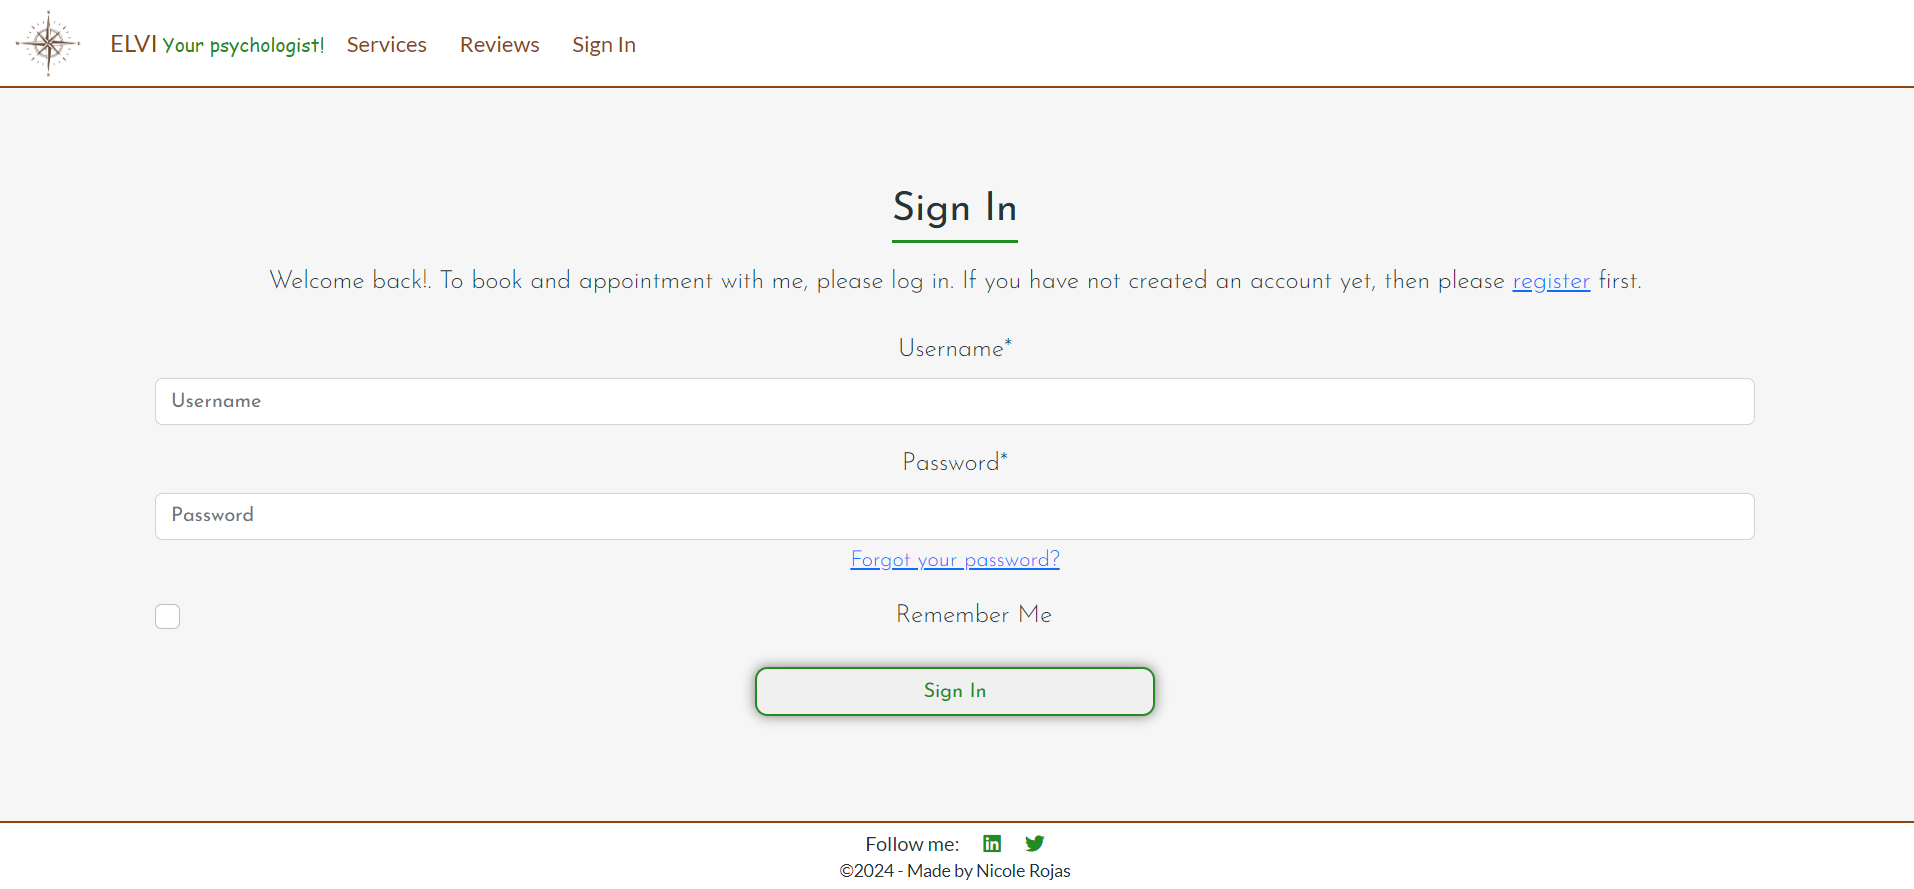 ELVI Your psychologist! Services Reviews Sign In
Sign In
Welcome back!. To book and appointment with me, please log in. If you have not created an account yet, then please register first.
Username*
Username
Password*
Password
Forgot your password?
Remember Me
Sign In
Follow me:
©2024 - Made by Nicole Rojas